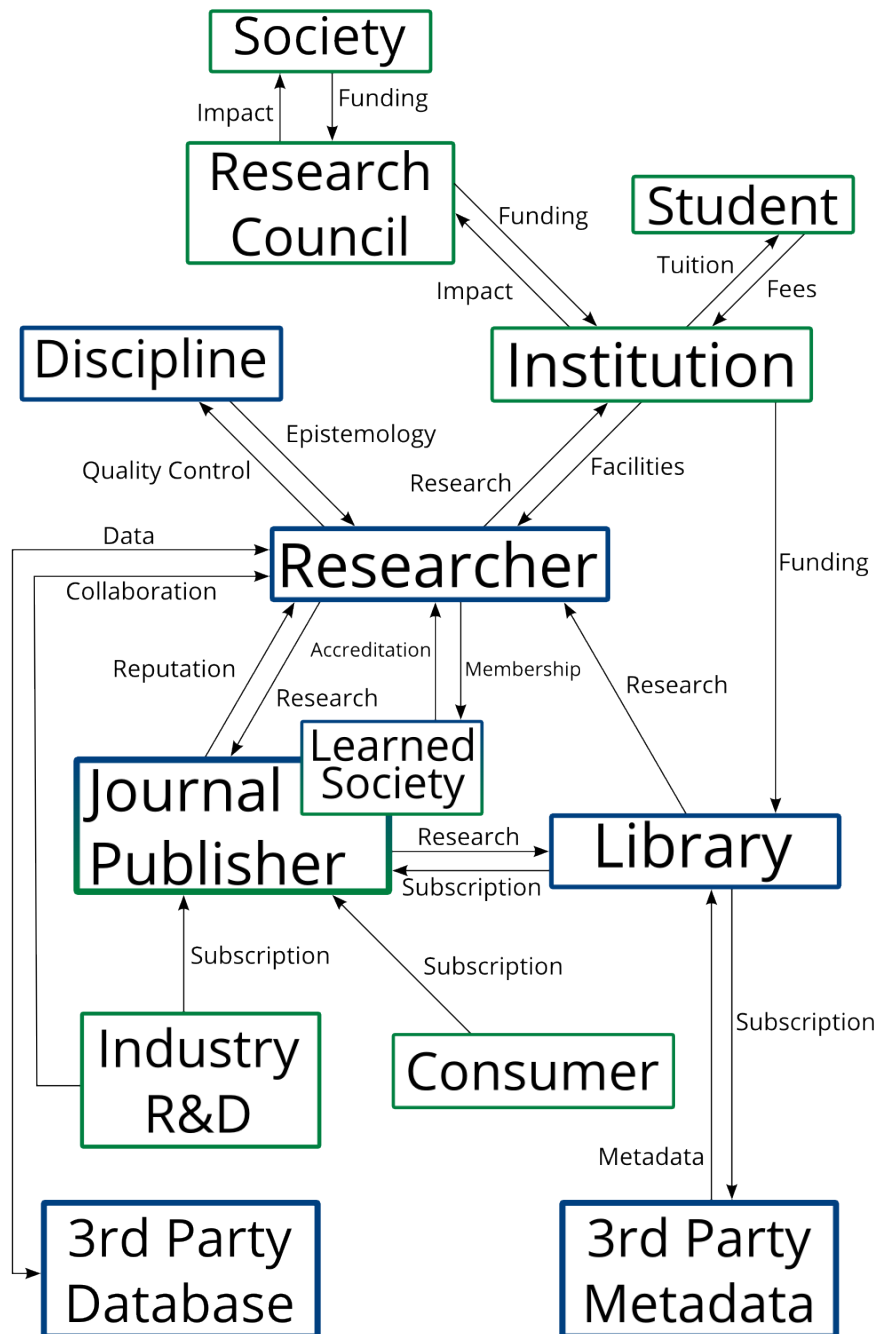 Society
Impact
Funding
Research
Council
Funding
Student
Tuition
Impact
Fees
Discipline
Institution
Epistemology
Quality Control
Research
Facilities
Data
Researcher
Funding
Collaboration
Reputation
Accreditation
Membership
Research
Research
Learned
Society
Journal
Publisher
Research
Library
Subscription
Subscription
Subscription
Industry
R&D
Consumer
Subscription
Metadata
3rd Party
Database
3rd Party
Metadata